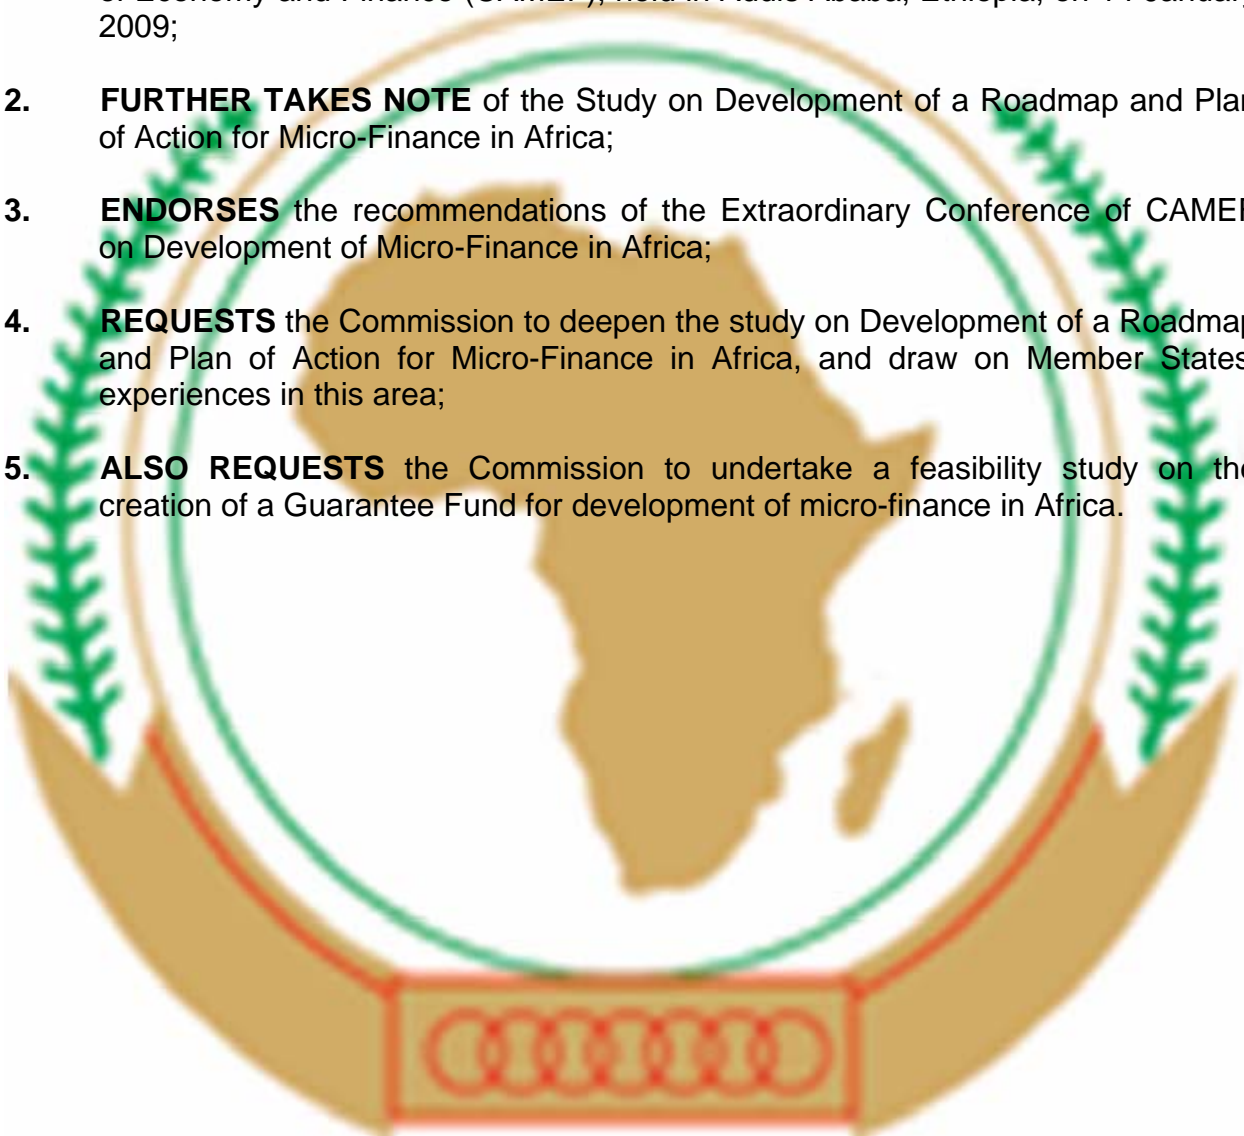 2009;
2. FURTHER TAKES NOTE of the Study on Development of a Roadmap and Plan
of Action for Micro-Finance in Africa;
3. ENDORSES the recommendations of the Extraordinary Conference of CAMEF
on Development of Micro-Finance in Africa;
4. REQUESTS the Commission to deepen the study on Development of a Roadmap
and Plan of Action for Micro-Finance in Africa, and draw on Member States
experiences in this area;
5. ALSO REQUESTS the Commission to undertake a feasibility study on the
creation of a Guarantee Fund for development of micro-finance in Africa.